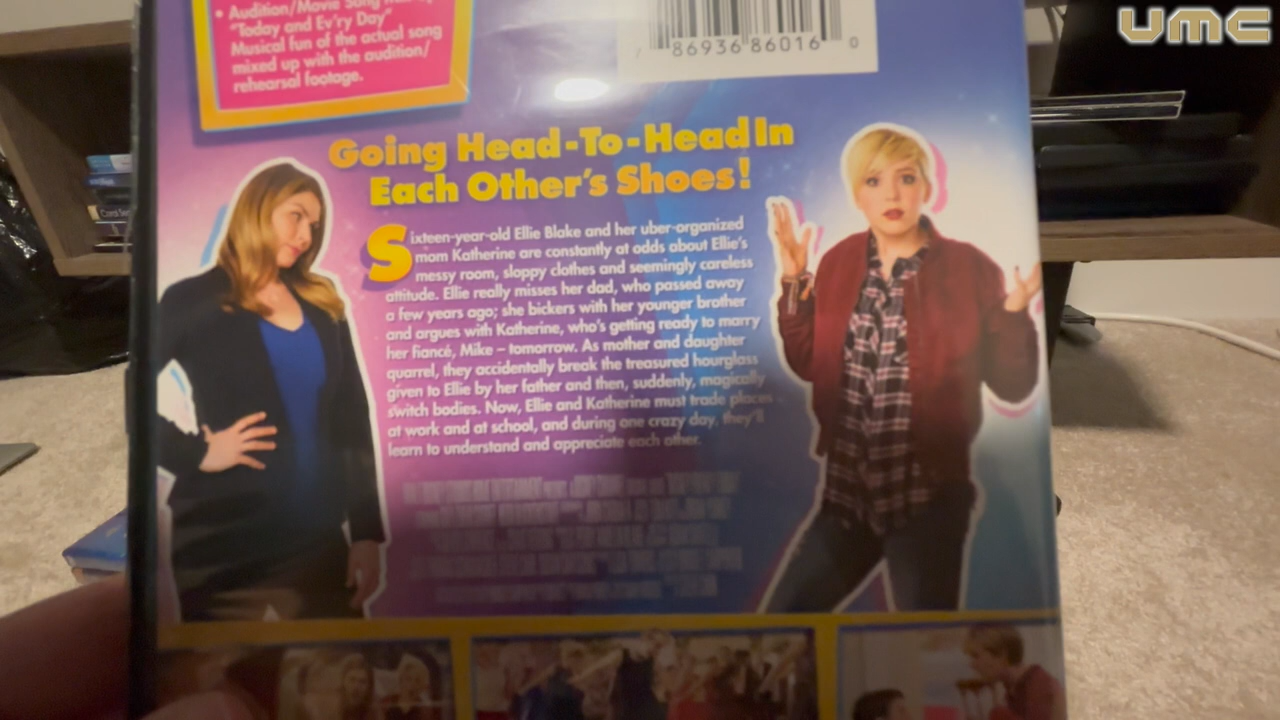 UMC
• Audition/Movie Song
"Today and Ev'ry Day"
Musical fun of the actual song
mixed up with the audition/
rehearsal footage.
7 86936 86016 0
Going Head-To-Head In
Each Other's Shoes!
Sixteen-year-old Ellie Blake and her uber-organized
mom Katherine are constantly at odds about Ellie's
messy room, sloppy clothes and seemingly careless
attitude. Ellie really misses her dad, who passed away
a few years ago; she bickers with her younger brother
and argues with Katherine, who's getting ready to marry
her fiancé, Mike – tomorrow. As mother and daughter
quarrel, they accidentally break the treasured hourglass
given to Ellie by her father and then, suddenly, magically
switch bodies. Now, Ellie and Katherine must trade places –
at work and at school, and during one crazy day, they'll
learn to understand and appreciate each other.